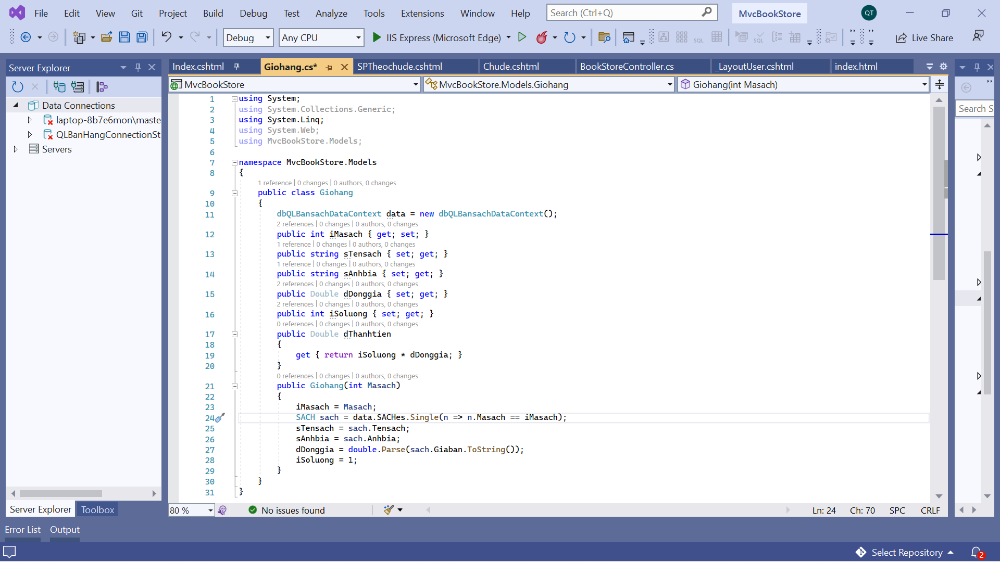 File Edit View Git Project Build Debug Test Analyze Tools Extensions Window Help Search (Ctrl+Q) MvcBookStore QT
Debug Any CPU IIS Express (Microsoft Edge) SQL SQL Live Share
Server Explorer
Index.cshtml Giohang.cs* SPTheochude.cshtml Chude.cshtml BookStoreController.cs _LayoutUser.cshtml index.html
MvcBookStore MvcBookStore.Models.Giohang Giohang(int Masach)
Data Connections
laptop-8b7e6mon\maste
QLBanHangConnectionSt
Servers
Search S
1 using System;
2 using System.Collections.Generic;
3 using System.Linq;
4 using System.Web;
5 using MvcBookStore.Models;
6
7 namespace MvcBookStore.Models
8 {
1 reference | 0 changes | 0 authors, 0 changes
9 public class Giohang
10 {
11 dbQLBansachDataContext data = new dbQLBansachDataContext();
2 references | 0 changes | 0 authors, 0 changes
12 public int iMasach { get; set; }
1 reference | 0 changes | 0 authors, 0 changes
13 public string sTensach { set; get; }
1 reference | 0 changes | 0 authors, 0 changes
14 public string sAnhbia { set; get; }
2 references | 0 changes | 0 authors, 0 changes
15 public Double dDonggia { set; get; }
2 references | 0 changes | 0 authors, 0 changes
16 public int iSoluong { set; get; }
0 references | 0 changes | 0 authors, 0 changes
17 public Double dThanhtien
18 {
19 get { return iSoluong * dDonggia; }
20 }
0 references | 0 changes | 0 authors, 0 changes
21 public Giohang(int Masach)
22 {
23 iMasach = Masach;
24 SACH sach = data.SACHes.Single(n => n.Masach == iMasach);
25 sTensach = sach.Tensach;
26 sAnhbia = sach.Anhbia;
27 dDonggia = double.Parse(sach.Giaban.ToString());
28 iSoluong = 1;
29 }
30 }
31 }
Server Explorer Toolbox
80 % No issues found Ln: 24 Ch: 70 SPC CRLF
Error List Output
Select Repository 2